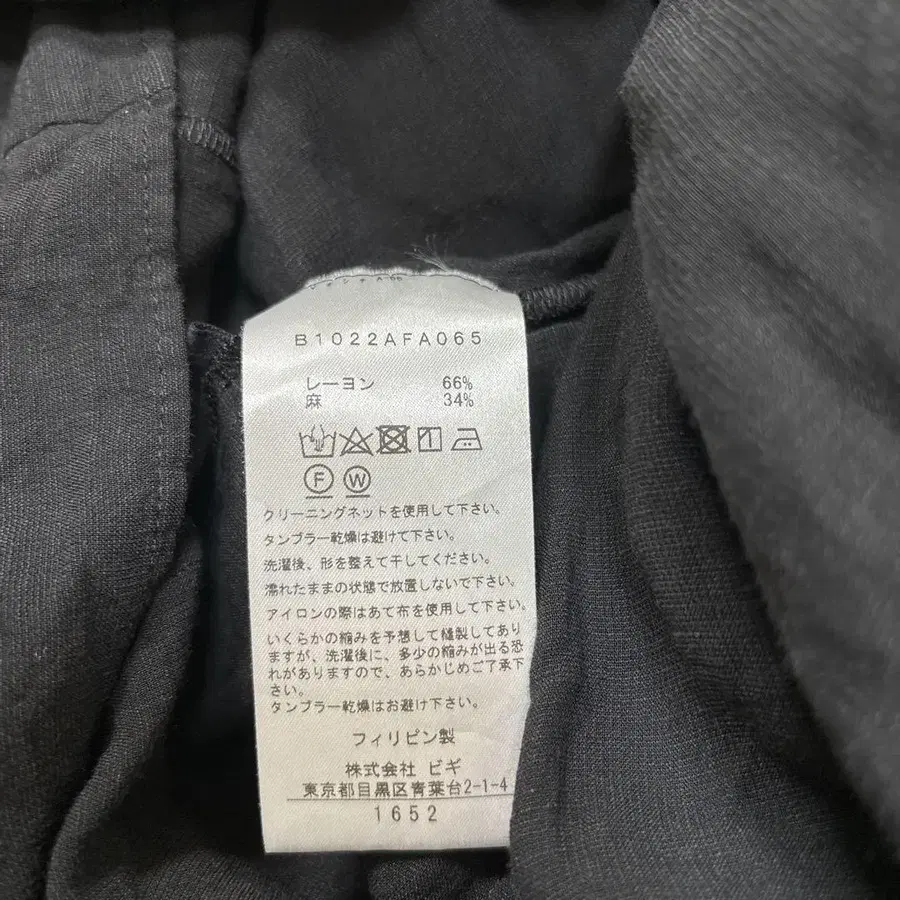 B1022AFA065
レーヨン 66%
麻 34%
F W
クリーニングネットを使用して下さい。
タンブラー乾燥は避けて下さい。
洗濯後、形を整えて干してください。
濡れたままの状態で放置しないで下さい。
アイロンの際はあて布を使用して下さい。
いくらかの縮みを予想して縫製してあり
ますが、洗濯後に、多少の縮みが出る恐
れがありますので、あらかじめご了承下
さい。
タンブラー乾燥はお避け下さい。
フィリピン製
株式会社 ビギ
東京都目黒区青葉台2-1-4
1652